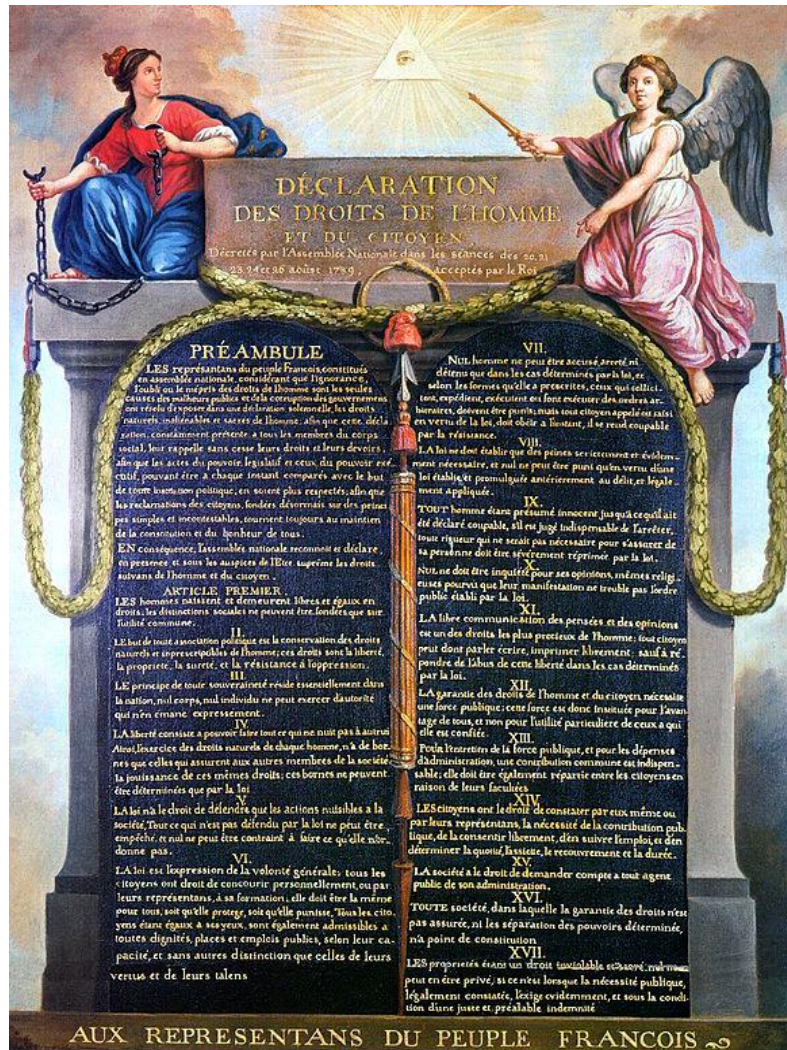 DÉCLARATION
DES DROITS DE L'HOMME
ET DU CITOYEN
Décretés par l'Assemblée Nationale dans les séances des 20, 21
23, 24 et 26 aoûst 1789, acceptés par le Roi
PRÉAMBULE
LES représentans du peuple François, constitués
en assemblée nationale, considérant que l'ignorance,
l'oubli ou le mépris des droits de l'homme sont les seules
causes des malheurs publics et de la corruption des gouvernemens
ont résolu d'exposer dans une déclaration solemnelle, les droits
naturels, inaliénables et sacrés de l'homme; afin que cette décla
ration, constamment présente a tous les membres du corps
social, leur rappelle sans cesse leurs droits et leurs devoirs,
afin que les actes du pouvoir législatif et ceux du pouvoir exé
cutif, pouvant être a chaque instant comparés avec le but
de toute institution politique, en soient plus respectés; afin que
les reclamations des citoyens, fondées désormais sur des
pes simples et incontestables, tournent toujours au maintien
de la constitution et du bonheur de tous.
EN conséquence, l'assemblée nationale reconnoit et déclare,
en presence et sous les auspices de l'Etre suprême les droits
suivans de l'homme et du citoyen.
ARTICLE PREMIER
LES hommes naissent et demeurent libres et égaux en
droits; les distinctions sociales ne peuvent être fondées que sur
l'utilité commune.
II.
LE but de toute association politique est la conservation des droits
naturels et inprescriptibles de l'homme; ces droits sont la liberté,
la propriété, la sureté, et la résistance à l'oppression.
III.
LE principe de toute souveraineté réside essentiellement dans
la nation, nul corps, nul individu ne peut exercer d'autorité
qui n'en émane expressement.
IV.
LA liberté consiste a pouvoir faire tout ce qui ne nuit pas à autrui
Ainsi, l'exercice des droits naturels de chaque homme, n'a de bor
nes que celles qui assurent aux autres membres de la société
la jouissance de ces mêmes droits; ces bornes ne peuvent
être déterminées que par la loi
V.
LA loi n'a le droit de défendre que les actions nuisibles a la
société. Tout ce qui n'est pas défendu par la loi ne peut être
empêché, et nul ne peut être contraint à faire ce qu'elle n'or
donne pas.
VI.
LA loi est l'expression de la volonté générale; tous les
citoyens ont droit de concourir personnellement, ou par
leurs représentans, à sa formation; elle doit être la même
pour tous, soit qu'elle protege, soit qu'elle punisse. Tous les cito
yens étant égaux à ses yeux, sont également admissibles a
toutes dignités, places et emplois publics, selon leur ca
pacité, et sans autres distinction que celles de leurs
vertus et de leurs talens
VII.
NUL homme ne peut être accusé, arreté, ni
détenu que dans les cas déterminés par la loi, et
selon les formes qu'elle a prescrites, ceux qui sollici-
tent, expédient, exécutent ou font exécuter des ordres ar-
bitraires, doivent être punis; mais tout citoyen appelé ou saisi
en vertu de la loi, doit obéir a l'instant, il se rend coupable
par la résistance.
VIII.
LA loi ne doit établir que des peines strictement et évidem-
ment nécessaire, et nul ne peut être puni qu'en vertu d'une
loi établie, et promulguée antérierement au délit, et légale-
ment appliquée.
IX.
TOUT homme étant présumé innocent jusqu'à ce qu'il ait
été déclaré coupable, s'il est jugé indispensable de l'arrêter,
toute rigueur qui ne serait pas nécessaire pour s'assurer de
sa personne doit être sévèrement réprimée par la loi.
X.
NUL ne doit être inquiété pour ses opinions, mêmes religi-
euses pourvu que leur manifestation ne trouble pas l'ordre
public établi par la loi.
XI.
LA libre communication des pensées et des opinions
est un des droits les plus precieux de l'homme; tout citoyen
peut dont parler écrire, imprimer librement, sauf à ré-
pondre de l'abus de cette liberté dans les cas déterminés
par la loi.
XII.
LA garantie des droits de l'homme et du citoyen nécessite
une force publique; cette force est donc instituée pour l'avan-
tage de tous, et non pour l'utilité particuliere de ceux a qui
elle est confiée.
XIII.
POUR l'entretien de la force publique, et pour les dépenses
d'administration, une contribution commune est indispen-
sable; elle doit être également répartie entre les citoyens en
raison de leurs facultées
XIV.
LES citoyens ont le droit de constater par eux même ou
par leurs représentans, la nécessité de la contribution pub-
lique, de la consentir librement, d'en suivre l'emploi, et d'en
déterminer la quotité, l'assiette, le recouvrement et la durée.
XV.
LA société a le droit de demander compte a tout agent
public de son administration.
XVI.
TOUTE société, dans laquelle la garantie des droits n'est
pas assurée, ni les séparation des pouvoirs déterminée,
n'a point de constitution
XVII.
LES proprietés étant un droit inviolable et sacré, nul ne
peut en être privé, si ce n'est lorsque la nécessité publique,
légalement constatée, l'exige evidemment, et sous la condi-
tion d'une juste et préalable indemnité
AUX REPRESENTANS DU PEUPLE FRANCOIS